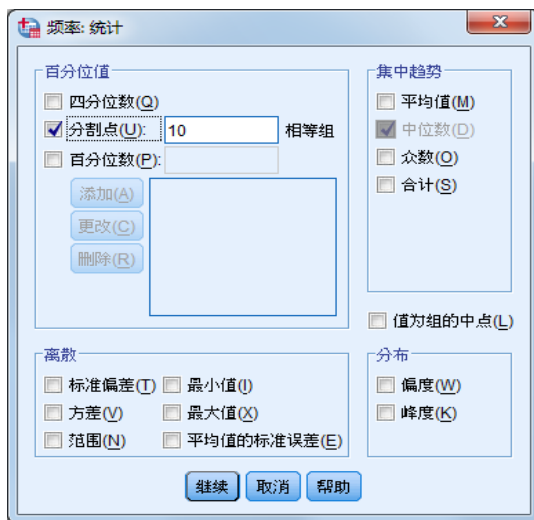 频率: 统计
百分位值
四分位数(Q)
分割点(U): 10 相等组
百分位数(P):
添加(A)
更改(C)
删除(R)
集中趋势
平均值(M)
中位数(D)
众数(O)
合计(S)
值为组的中点(L)
离散
标准偏差(T) 最小值(I)
方差(V) 最大值(X)
范围(N) 平均值的标准误差(E)
分布
偏度(W)
峰度(K)
继续 取消 帮助